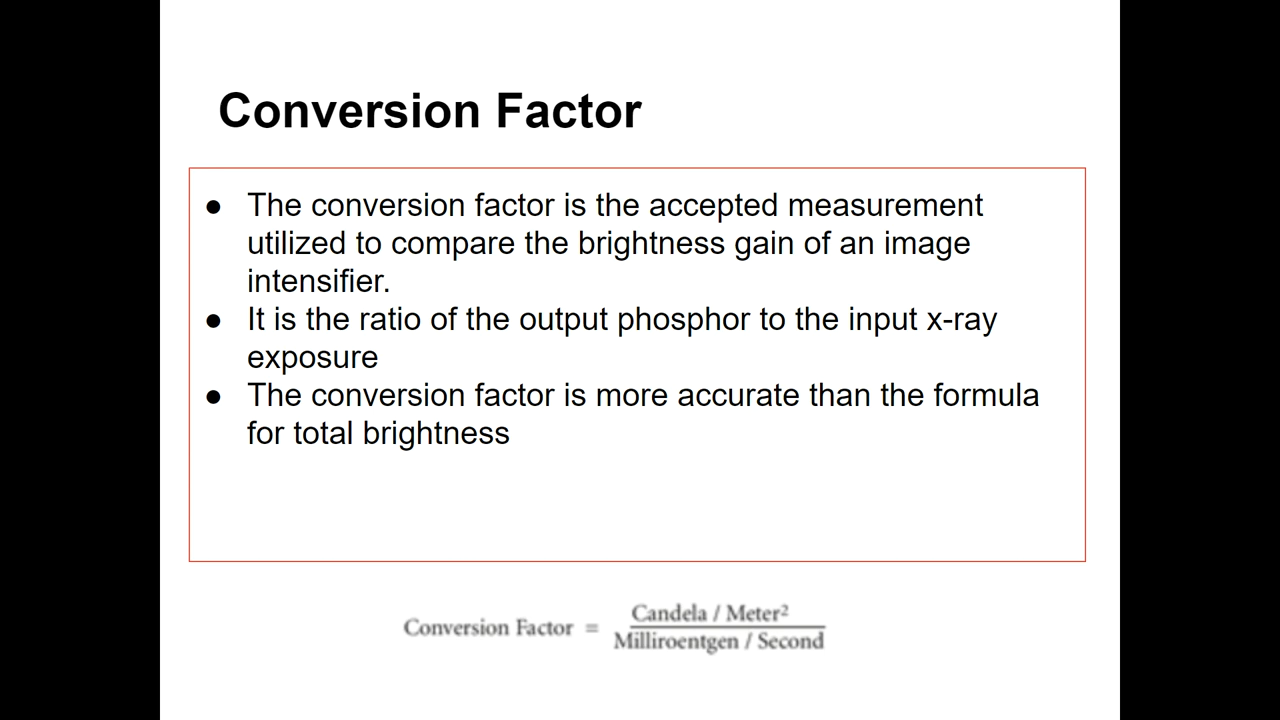 Conversion Factor
● The conversion factor is the accepted measurement
utilized to compare the brightness gain of an image
intensifier.
● It is the ratio of the output phosphor to the input x-ray
exposure
● The conversion factor is more accurate than the formula
for total brightness
Conversion Factor = Candela / Meter²
Milliroentgen / Second